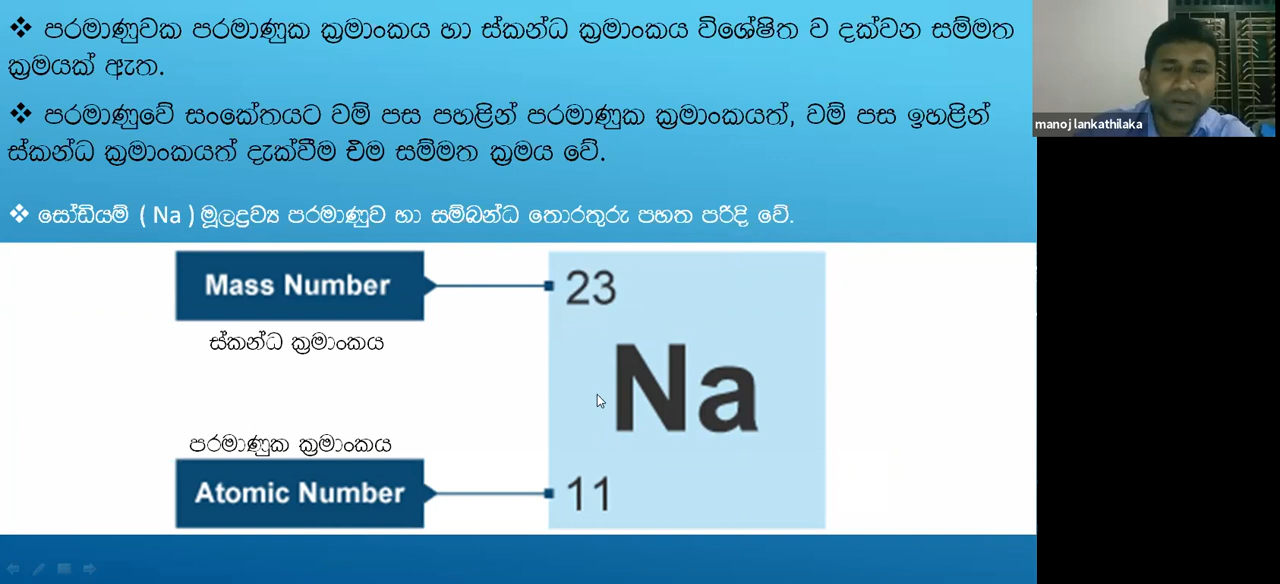 ❖ පරමාණුවක පරමාණුක ක්‍රමාංකය හා ස්කන්ධ ක්‍රමාංකය විශේෂිත ව දක්වන සම්මත
ක්‍රමයක් ඇත.
❖ පරමාණුවේ සංකේතයට වම් පස පහළින් පරමාණුක ක්‍රමාංකයත්, වම් පස ඉහළින්
ස්කන්ධ ක්‍රමාංකයත් දැක්වීම එම සම්මත ක්‍රමය වේ.
❖ සෝඩියම් ( Na ) මූලද්‍රව්‍ය පරමාණුව හා සම්බන්ධ තොරතුරු පහත පරිදි වේ.
Mass Number
23
ස්කන්ධ ක්‍රමාංකය
Na
පරමාණුක ක්‍රමාංකය
Atomic Number
11
manoj lankathilaka